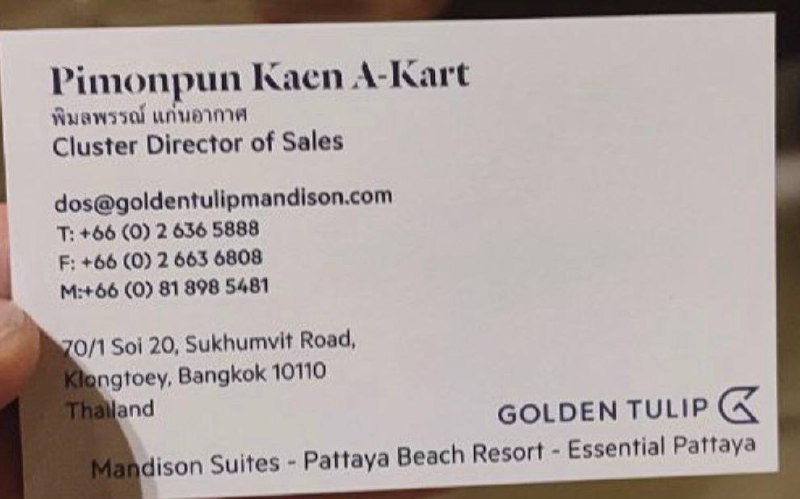 Pimonpun Kaen A-Kart
พิมลพรรณ์ แก่นอากาศ
Cluster Director of Sales
dos@goldentulipmandison.com
T: +66 (0) 2 636 5888
F: +66 (0) 2 663 6808
M:+66 (0) 81 898 5481
70/1 Soi 20, Sukhumvit Road,
Klongtoey, Bangkok 10110
Thailand
GOLDEN TULIP
Mandison Suites - Pattaya Beach Resort - Essential Pattaya